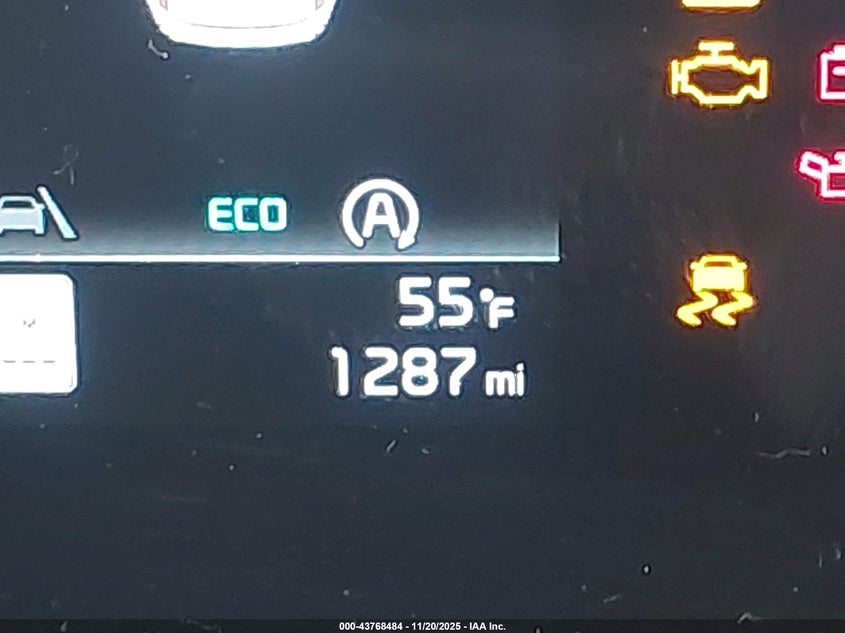 ECO A
55°F
1287 mi
000-43768484 - 11/20/2025 - IAA Inc.